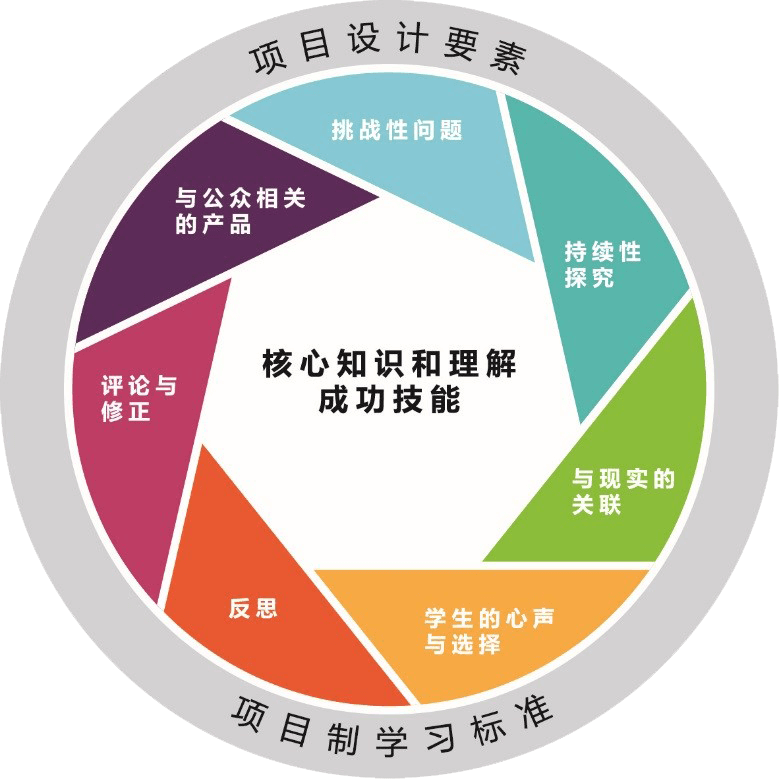 项目设计要素
挑战性问题
与公众相关
的产品
持续性
探究
核心知识和理解
成功技能
评论与
修正
与现实的
关联
反思
学生的心声
与选择
项目制学习标准